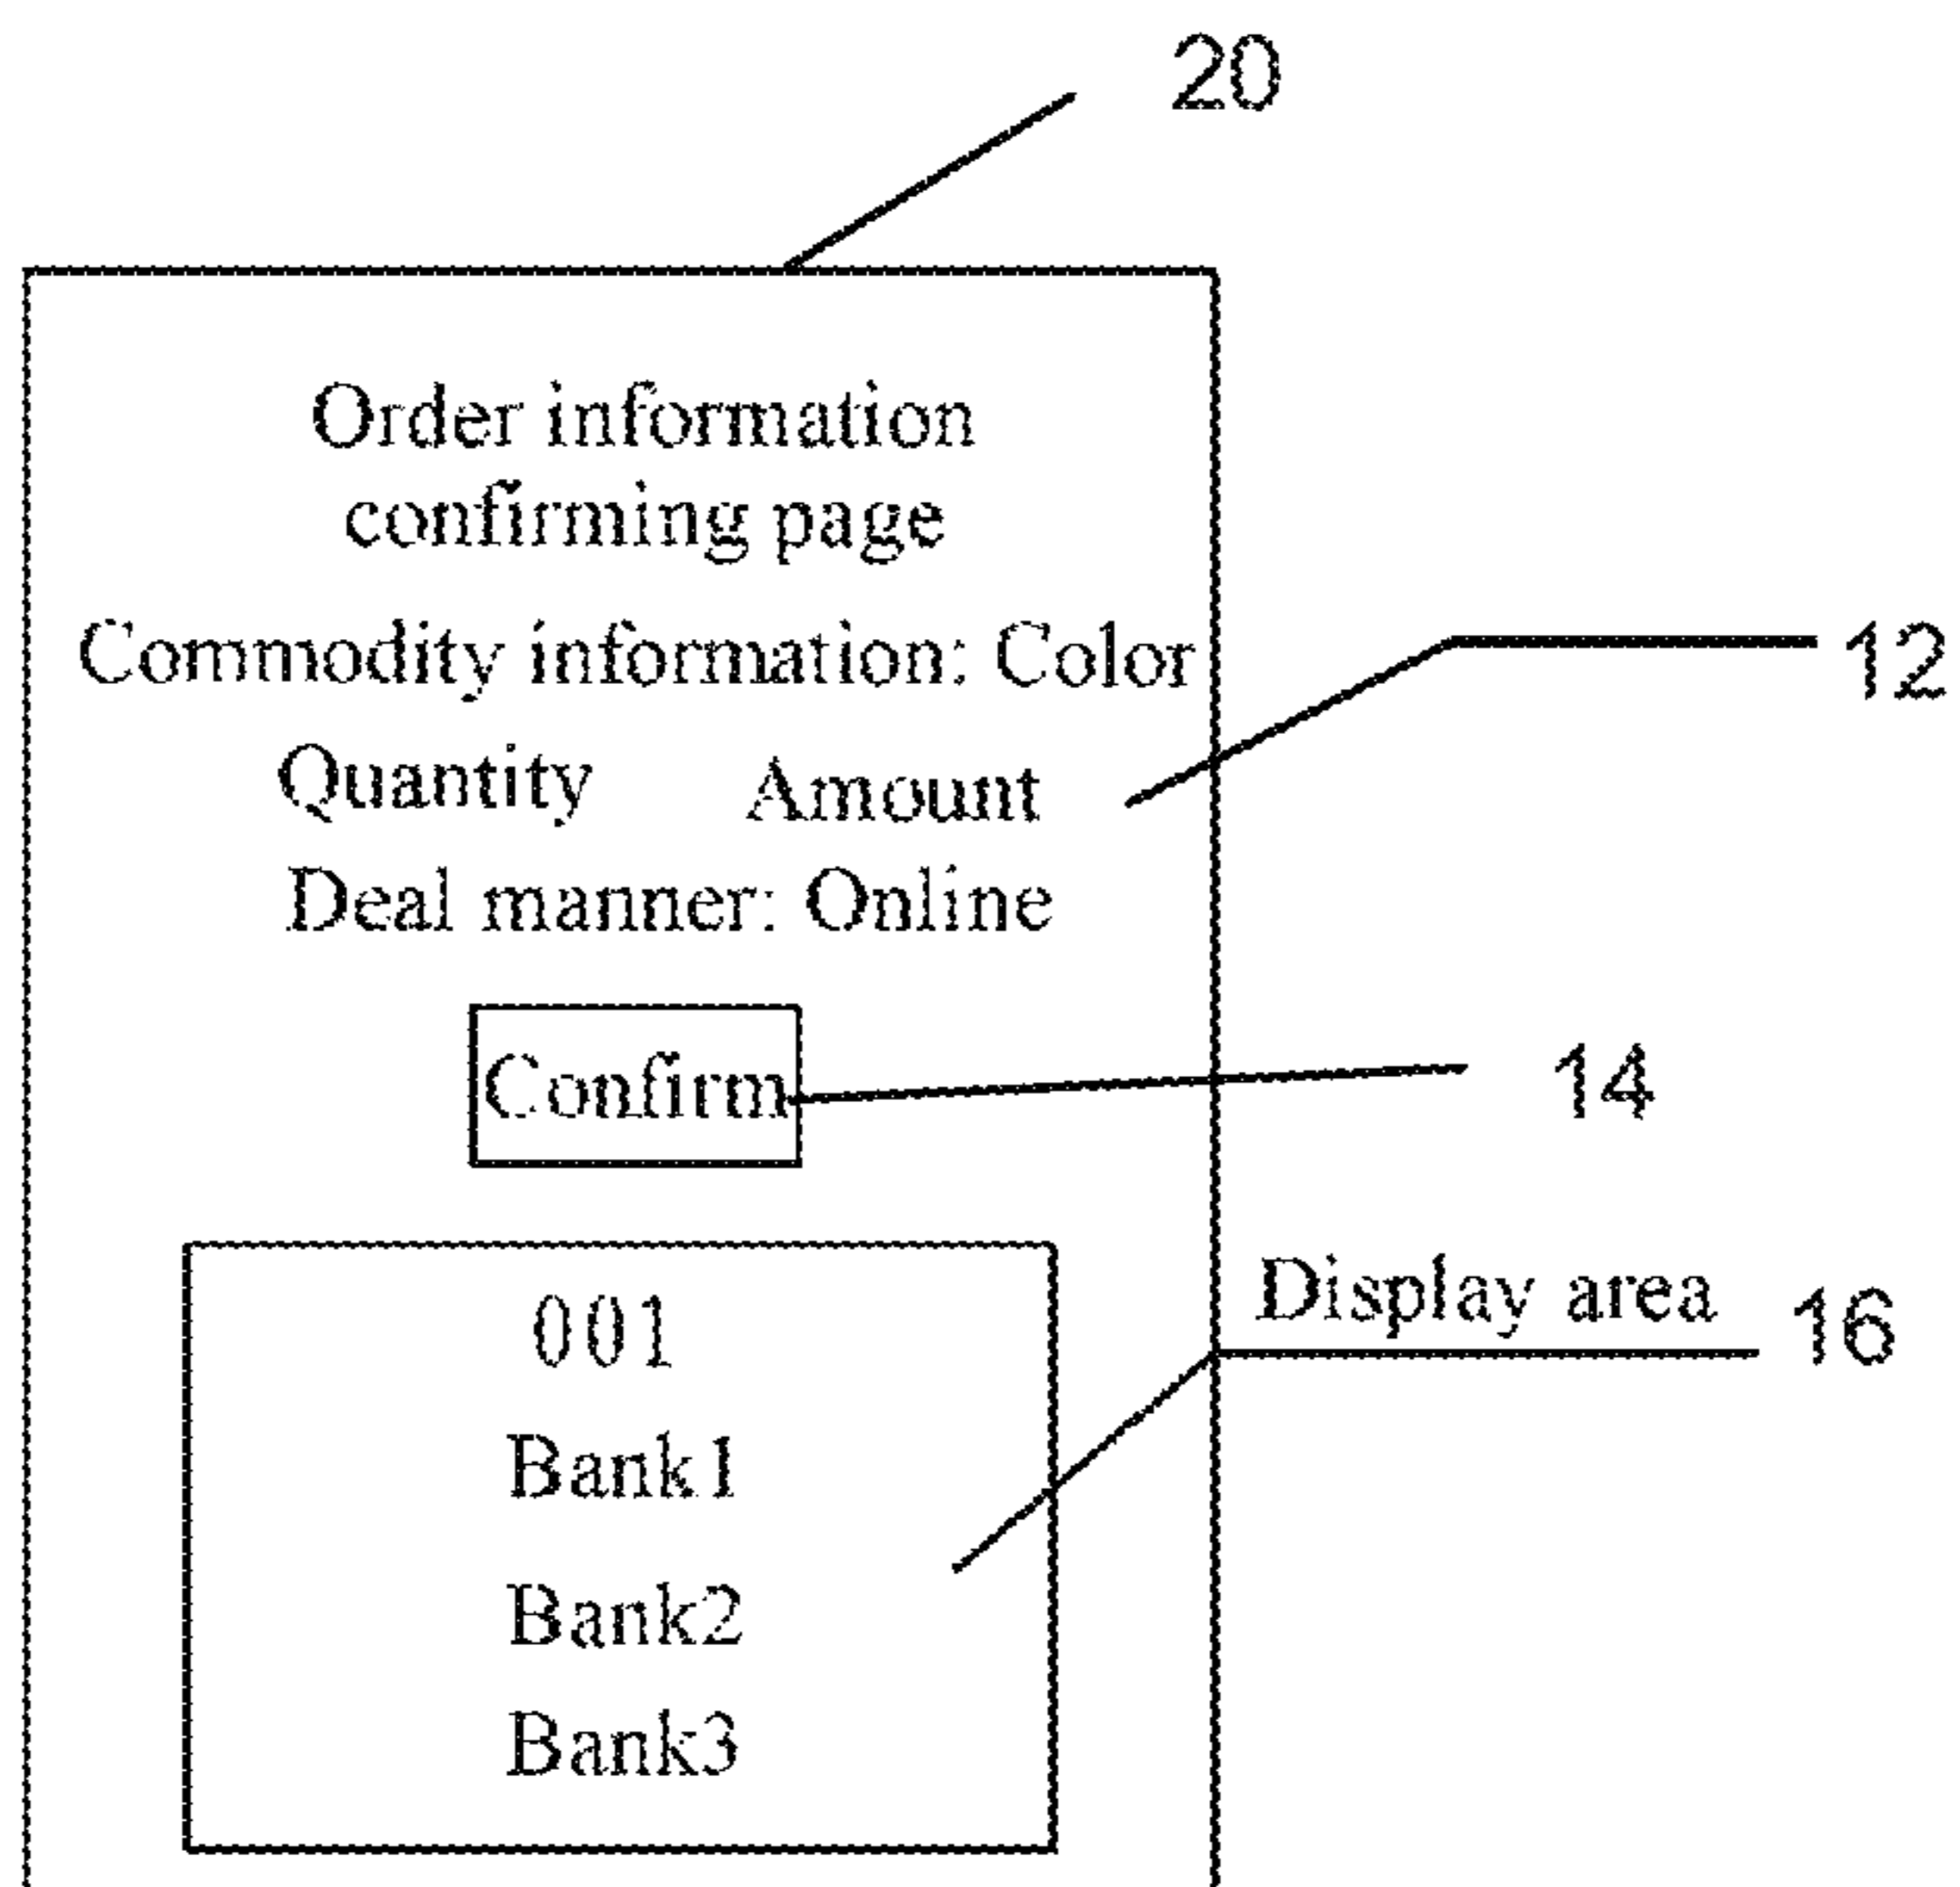 20
Order information
confirming page
Commodity information: Color
12
Quantity Amount
Deal manner: Online
Confirm
14
Display area
16
001
Bank1
Bank2
Bank3